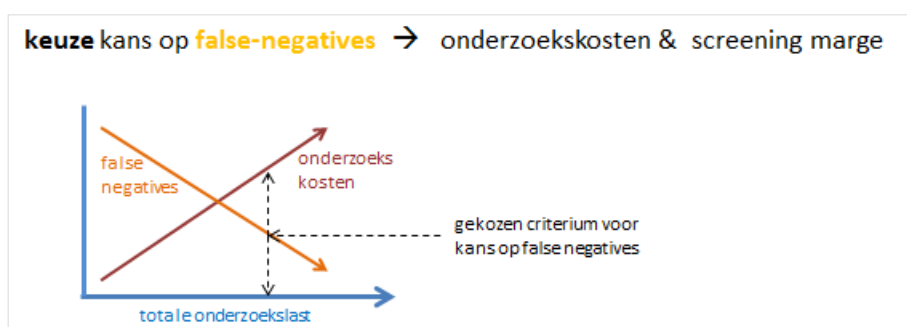 keuze kans op false-negatives → onderzoekskosten & screening marge
false
negatives
onderzoeks
kosten
gekozen criterium voor
kans op false negatives
totale onderzoekslast